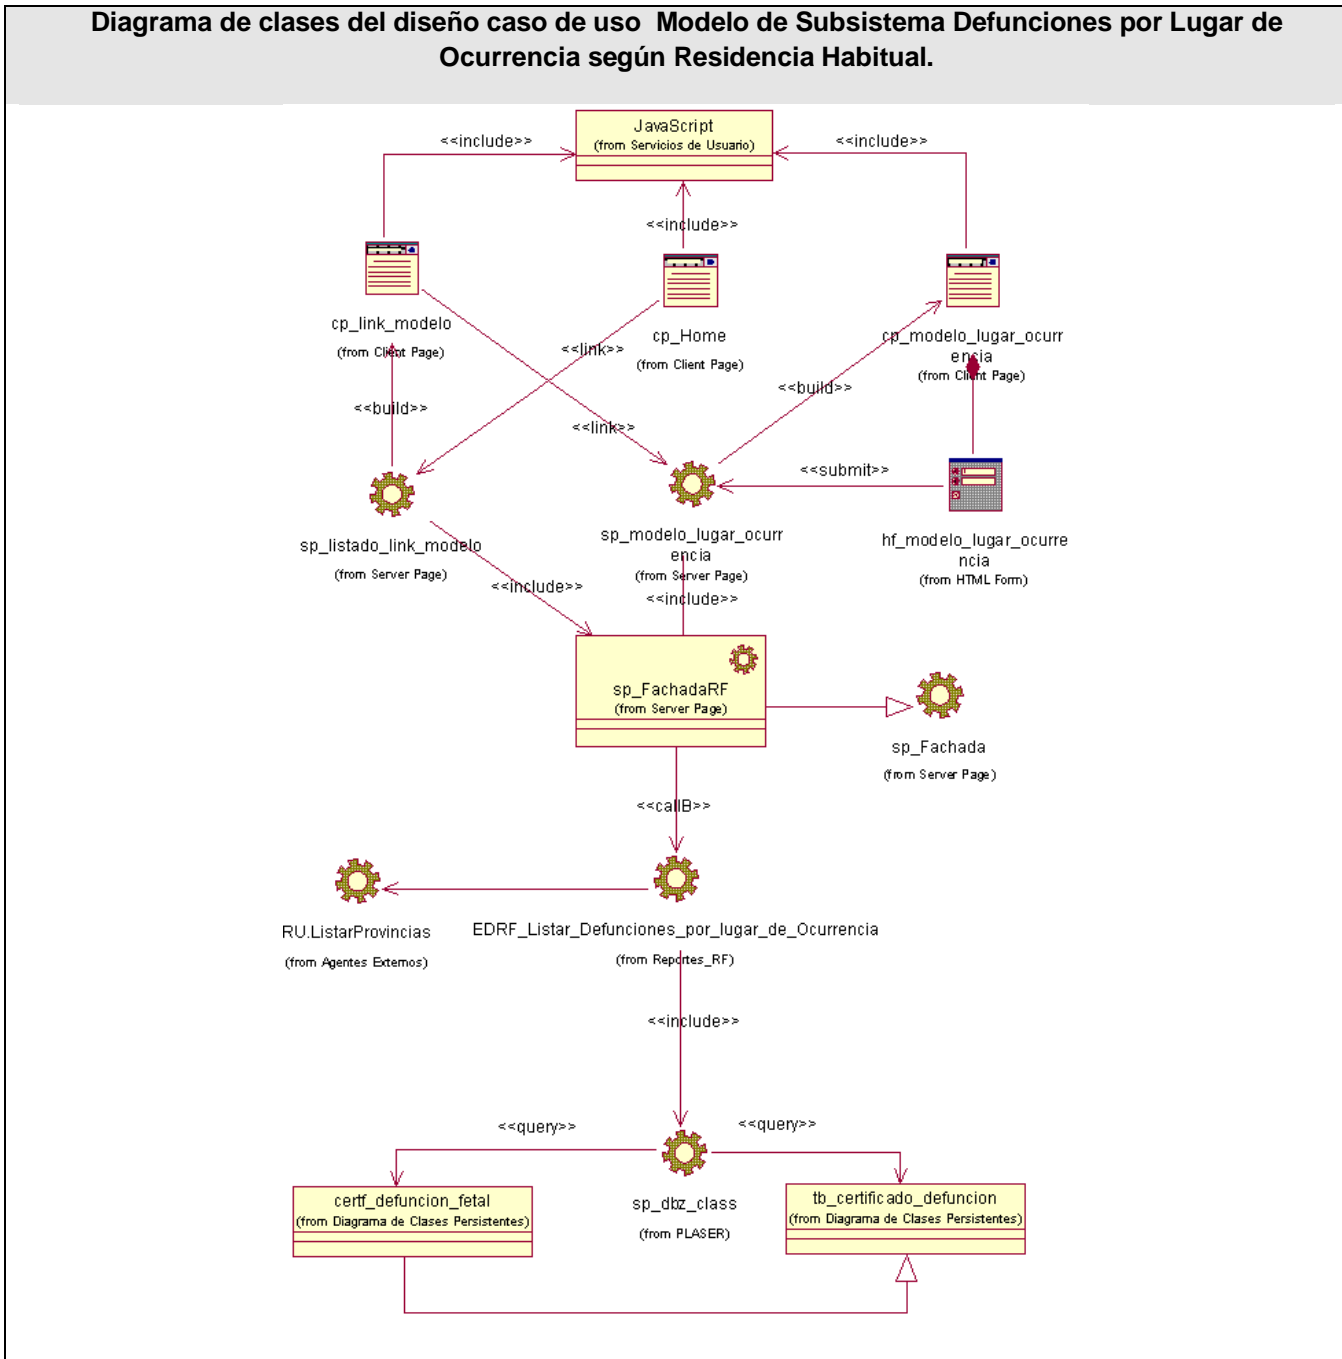 Diagrama de clases del diseño caso de uso  Modelo de Subsistema Defunciones por Lugar de
Ocurrencia según Residencia Habitual.
JavaScript
(from Servicios de Usuario)
<<include>>
<<include>>
<<include>>
cp_link_modelo
(from Client Page)
cp_Home
(from Client Page)
cp_modelo_lugar_ocurr
encia
(from Client Page)
<<link>>
<<build>>
<<build>>
<<link>>
<<submit>>
sp_listado_link_modelo
(from Server Page)
sp_modelo_lugar_ocurr
encia
(from Server Page)
hf_modelo_lugar_ocurre
ncia
(from HTML Form)
<<include>>
<<include>>
sp_FachadaRF
(from Server Page)
sp_Fachada
(from Server Page)
<<callB>>
RU.ListarProvincias
(from Agentes Externos)
EDRF_Listar_Defunciones_por_lugar_de_Ocurrencia
(from Reportes_RF)
<<include>>
<<query>>
<<query>>
certf_defuncion_fetal
(from Diagrama de Clases Persistentes)
sp_dbz_class
(from PLASER)
tb_certificado_defuncion
(from Diagrama de Clases Persistentes)